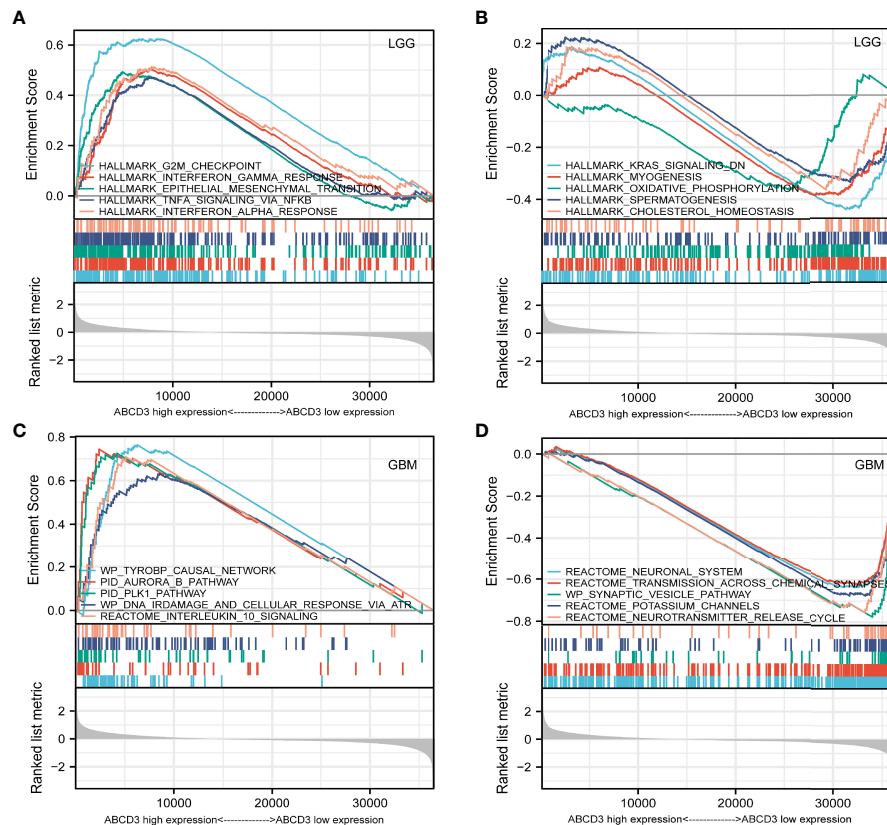 A
LGG
Enrichment Score
0.6
0.4
0.2
0.0
HALLMARK_G2M_CHECKPOINT
HALLMARK_INTERFERON_GAMMA_RESPONSE
HALLMARK_EPITHELIAL_MESENCHYMAL_TRANSITION
HALLMARK_TNFA_SIGNALING_VIA_NFKB
HALLMARK_INTERFERON_ALPHA_RESPONSE
Ranked list metric
2
0
−2
10000 20000 30000
ABCD3 high expression<------------->ABCD3 low expression
B
LGG
Enrichment Score
0.2
0.0
−0.2
−0.4
HALLMARK_KRAS_SIGNALING_DN
HALLMARK_MYOGENESIS
HALLMARK_OXIDATIVE_PHOSPHORYLATION
HALLMARK_SPERMATOGENESIS
HALLMARK_CHOLESTEROL_HOMEOSTASIS
Ranked list metric
2
0
−2
10000 20000 30000
ABCD3 high expression<------------->ABCD3 low expression
C
GBM
Enrichment Score
0.8
0.6
0.4
0.2
0.0
WP_TYROBP_CAUSAL_NETWORK
PID_AURORA_B_PATHWAY
PID_PLK1_PATHWAY
WP_DNA_IRDAMAGE_AND_CELLULAR_RESPONSE_VIA_ATR
REACTOME_INTERLEUKIN_10_SIGNALING
Ranked list metric
2
0
−2
10000 20000 30000
ABCD3 high expression<------------->ABCD3 low expression
D
GBM
Enrichment Score
0.0
−0.2
−0.4
−0.6
−0.8
REACTOME_NEURONAL_SYSTEM
REACTOME_TRANSMISSION_ACROSS_CHEMICAL_SYNAPSES
WP_SYNAPTIC_VESICLE_PATHWAY
REACTOME_POTASSIUM_CHANNELS
REACTOME_NEUROTRANSMITTER_RELEASE_CYCLE
Ranked list metric
2
0
−2
10000 20000 30000
ABCD3 high expression<------------->ABCD3 low expression